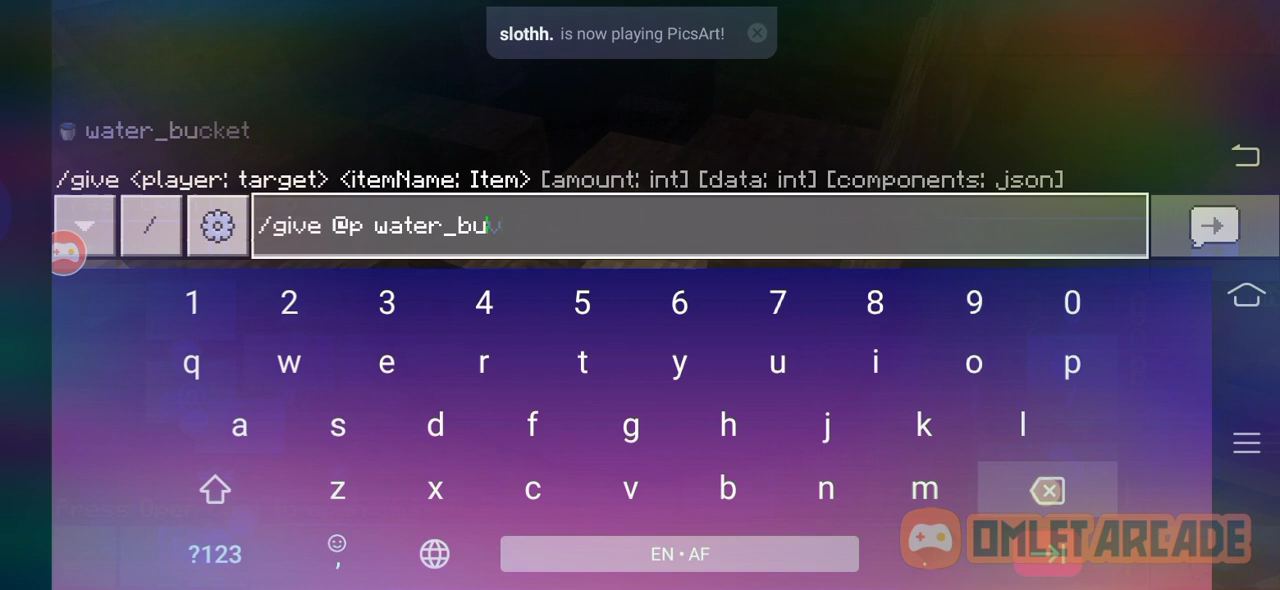 slothh. is now playing PicsArt!
water_bucket
/give <player: target> <itemName: Item> [amount: int] [data: int] [components: json]
/
/give @p water_bu
1 2 3 4 5 6 7 8 9 0
q w e r t y u i o p
a s d f g h j k l
z x c v b n m
?123 , EN • AF .
OMLET ARCADE